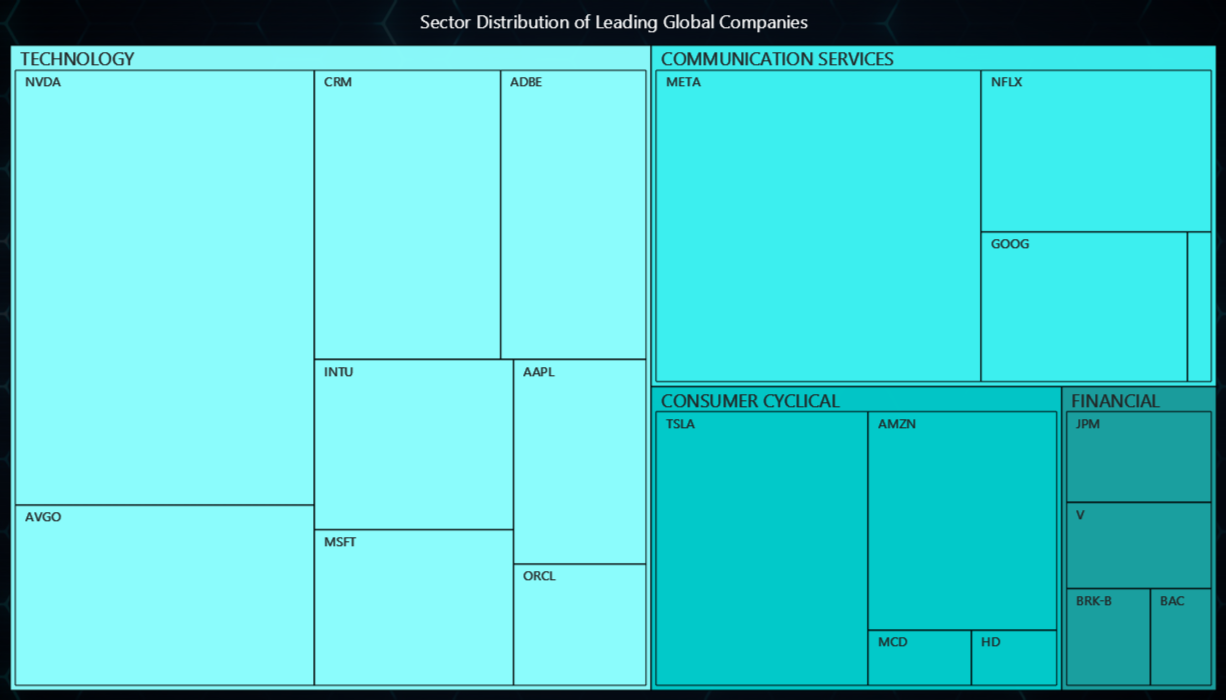 Sector Distribution of Leading Global Companies
TECHNOLOGY
NVDA
CRM
ADBE
INTU
AAPL
AVGO
MSFT
ORCL
COMMUNICATION SERVICES
META
NFLX
GOOG
CONSUMER CYCLICAL
TSLA
AMZN
MCD
HD
FINANCIAL
JPM
V
BRK-B
BAC